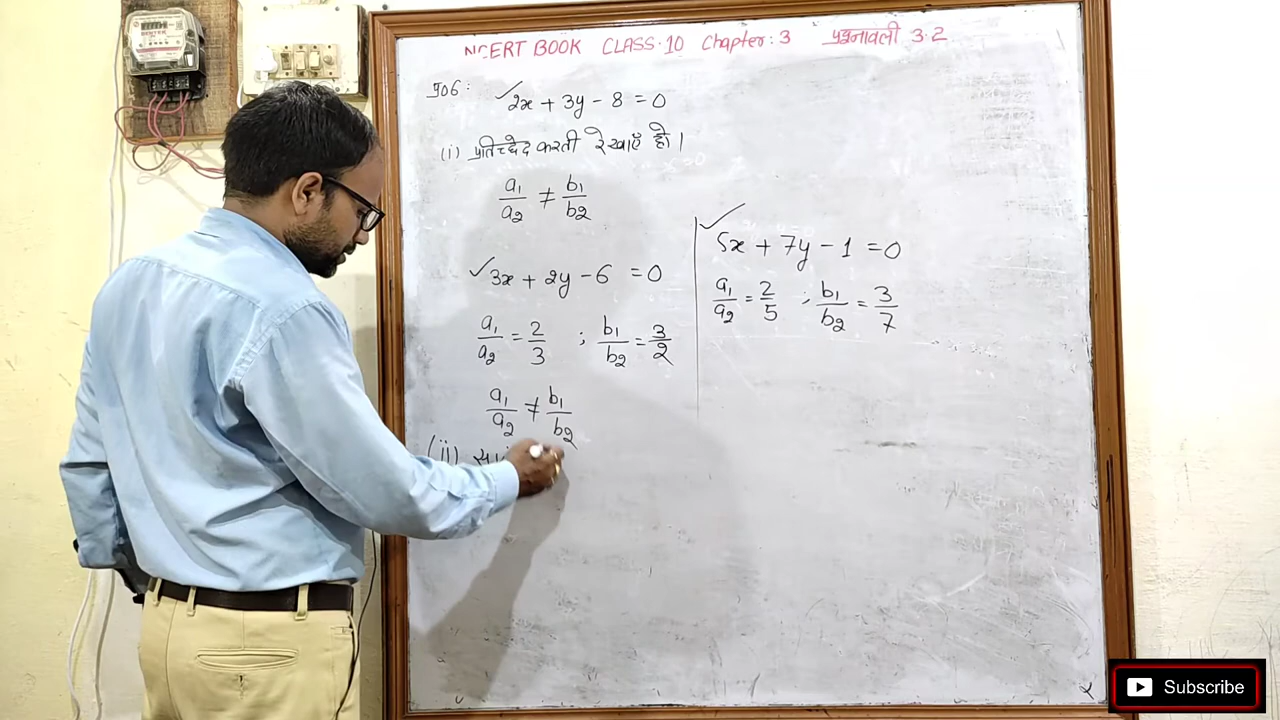 NCERT BOOK CLASS-10 Chapter: 3 प्रश्नावली 3.2
प्र06: 2x + 3y - 8 = 0
(i) प्रतिच्छेद करती रेखाएँ हो।
a₁/a₂ ≠ b₁/b₂
3x + 2y - 6 = 0
a₁/a₂ = 2/3 ; b₁/b₂ = 3/2
a₁/a₂ ≠ b₁/b₂
(ii)
5x + 7y - 1 = 0
a₁/a₂ = 2/5 ; b₁/b₂ = 3/7
Subscribe